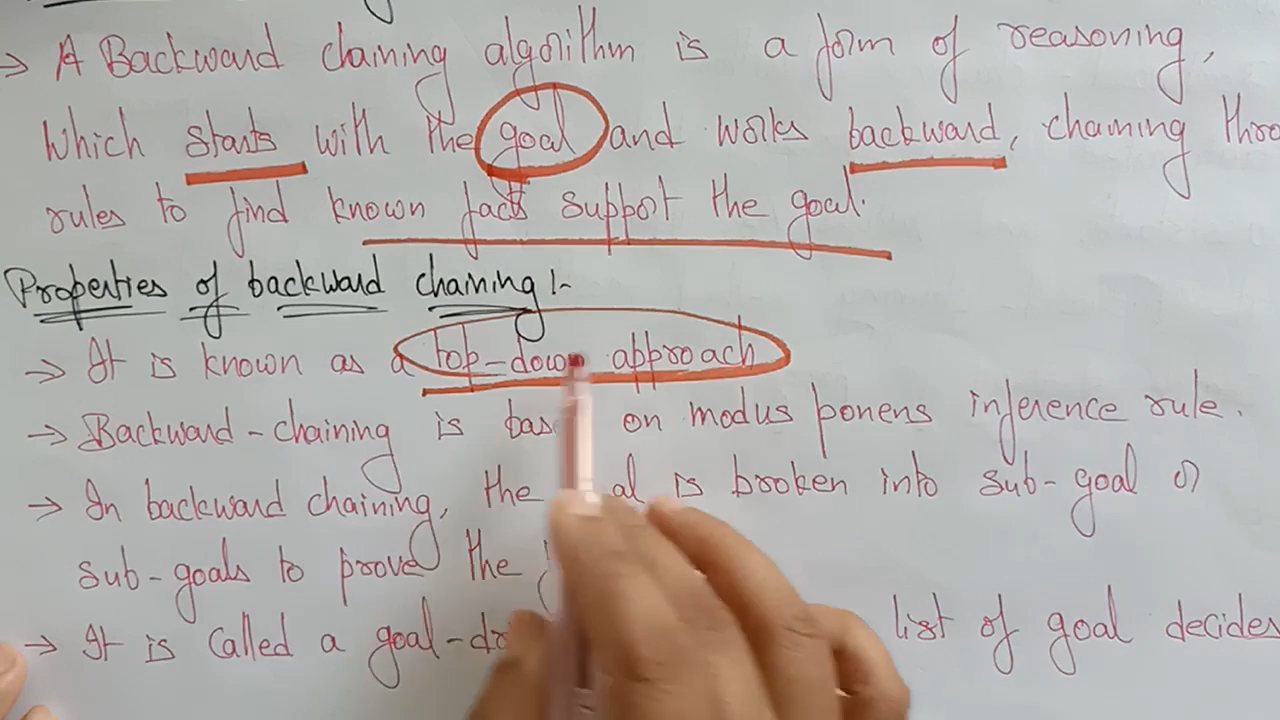 → A Backward chaining algorithm is a form of reasoning,
Which starts with the goal and works backward, chaining
rules to find known facts support the goal.
Properties of backward chaining :-
→ It is known as a top-down approach
→ Backward-chaining is on modus ponens inference rule.
→ In backward chaining, the is broken into sub-goal or
sub-goals to prove the
→ It is called a list of goal decides